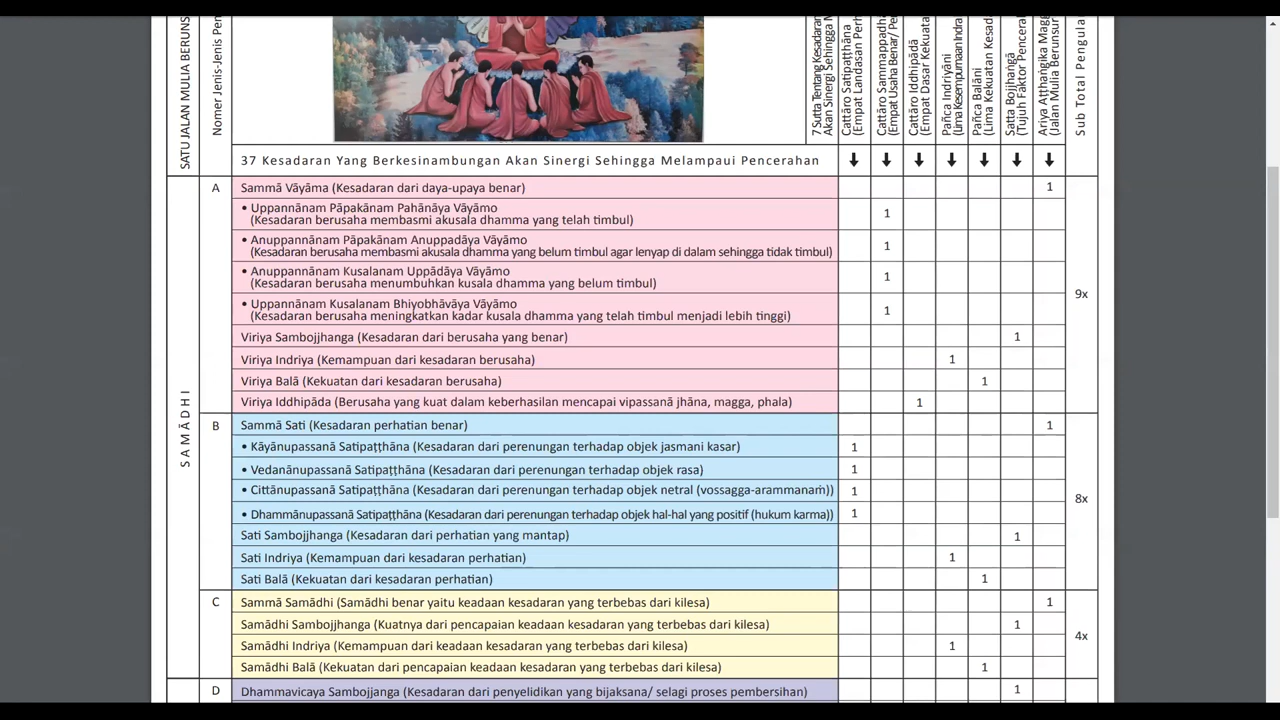 SATU JALAN MULIA BERUNS
Nomer Jenis-Jenis Pen
7 Sutta Tentang Kesadaran
Akan Sinergi Sehingga M
Cattāro Satipaṭṭhāna
(Empat Landasan Per
Cattāro Sammappadha
(Empat Usaha Benar/ Pe
Cattāro Iddhipādā
(Empat Dasar Kekuata
Pañca Indriyāni
(Lima Kesempurnaan Indra
Pañca Balāni
(Lima Kekuatan Kesad
Satta Bojjhaṅgā
(Tujuh Faktor Pencera
Ariya Aṭṭhaṅgika Magg
(Jalan Mulia Berunsur
Sub Total Pengula
37 Kesadaran Yang Berkesinambungan Akan Sinergi Sehingga Melampaui Pencerahan
SAMĀDHI
A
Sammā Vāyāma (Kesadaran dari daya-upaya benar) 1
• Uppannānam Pāpakānam Pahānāya Vāyāmo
(Kesadaran berusaha membasmi akusala dhamma yang telah timbul) 1
• Anuppannānam Pāpakānam Anuppadāya Vāyāmo
(Kesadaran berusaha membasmi akusala dhamma yang belum timbul agar lenyap di dalam sehingga tidak timbul) 1
• Anuppannānam Kusalanam Uppādāya Vāyāmo
(Kesadaran berusaha menumbuhkan kusala dhamma yang belum timbul) 1
• Uppannānam Kusalanam Bhiyobhāvāya Vāyāmo
(Kesadaran berusaha meningkatkan kadar kusala dhamma yang telah timbul menjadi lebih tinggi) 1
9x
Viriya Sambojjhanga (Kesadaran dari berusaha yang benar) 1
Viriya Indriya (Kemampuan dari kesadaran berusaha) 1
Viriya Balā (Kekuatan dari kesadaran berusaha) 1
Viriya Iddhipāda (Berusaha yang kuat dalam keberhasilan mencapai vipassanā jhāna, magga, phala) 1
B
Sammā Sati (Kesadaran perhatian benar) 1
• Kāyānupassanā Satipaṭṭhāna (Kesadaran dari perenungan terhadap objek jasmani kasar) 1
• Vedanānupassanā Satipaṭṭhāna (Kesadaran dari perenungan terhadap objek rasa) 1
• Cittānupassanā Satipaṭṭhāna (Kesadaran dari perenungan terhadap objek netral (vossagga-arammanaṁ)) 1
8x
• Dhammānupassanā Satipaṭṭhāna (Kesadaran dari perenungan terhadap objek hal-hal yang positif (hukum karma)) 1
Sati Sambojjhanga (Kesadaran dari perhatian yang mantap) 1
Sati Indriya (Kemampuan dari kesadaran perhatian) 1
Sati Balā (Kekuatan dari kesadaran perhatian) 1
C
Sammā Samādhi (Samādhi benar yaitu keadaan kesadaran yang terbebas dari kilesa) 1
Samādhi Sambojjhanga (Kuatnya dari pencapaian keadaan kesadaran yang terbebas dari kilesa) 1
4x
Samādhi Indriya (Kemampuan dari keadaan kesadaran yang terbebas dari kilesa) 1
Samādhi Balā (Kekuatan dari pencapaian keadaan kesadaran yang terbebas dari kilesa) 1
D
Dhammavicaya Sambojjanga (Kesadaran dari penyelidikan yang bijaksana/ selagi proses pembersihan) 1